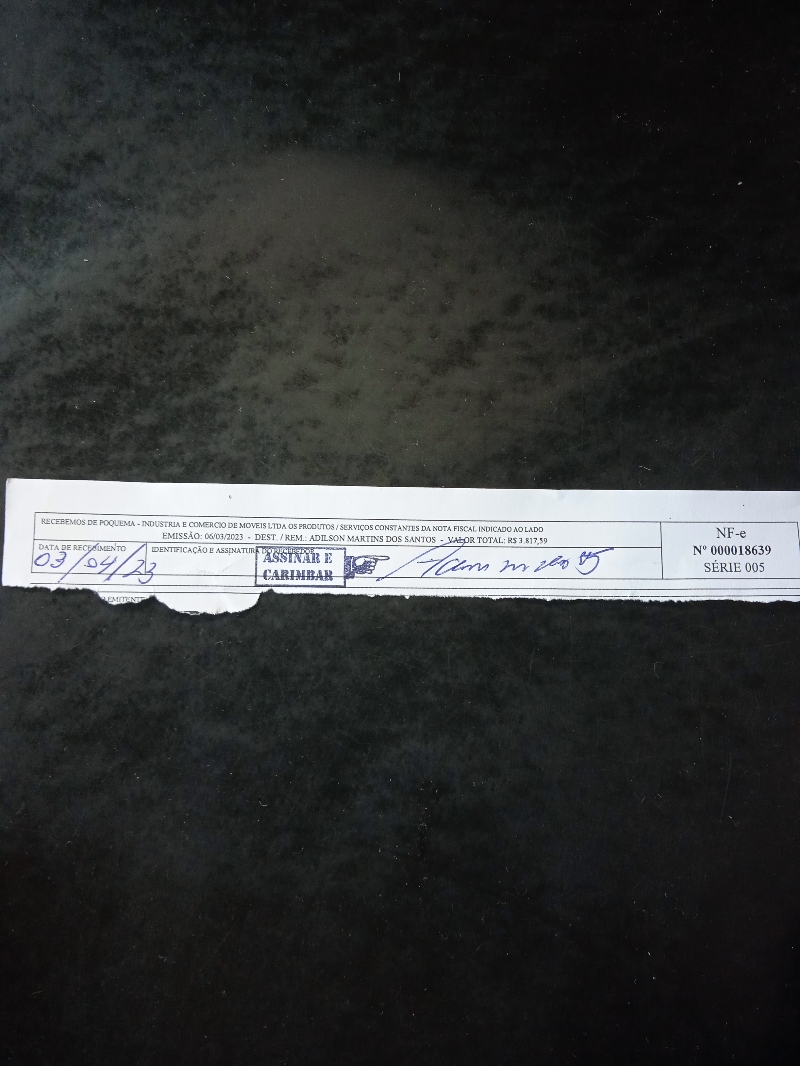 RECEBEMOS DE POQUEMA - INDUSTRIA E COMERCIO DE MOVEIS LTDA OS PRODUTOS / SERVIÇOS CONSTANTES DA NOTA FISCAL INDICADO AO LADO
EMISSÃO: 06/03/2023 - DEST. / REM.: ADILSON MARTINS DOS SANTOS - VALOR TOTAL: R$ 3.817,59
DATA DE RECEBIMENTO
03/04/23
IDENTIFICAÇÃO E ASSINATURA DO RECEBEDOR
ASSINAR E
CARIMBAR
NF-e
Nº 000018639
SÉRIE 005
EMITENTE